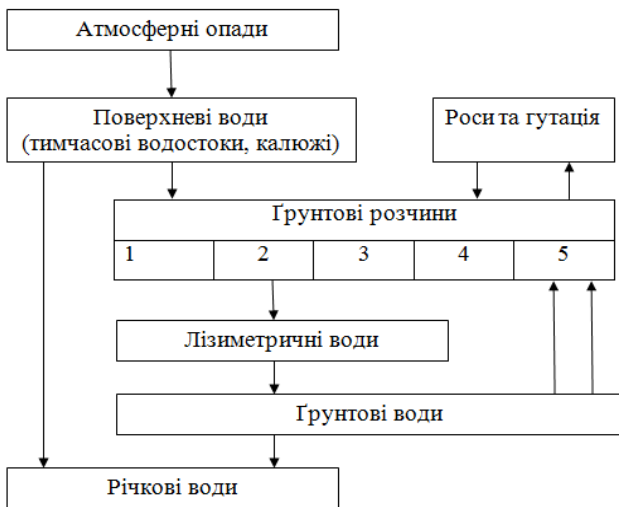 Атмосферні опади
Поверхневі води
(тимчасові водостоки, калюжі)
Роси та гутація
Ґрунтові розчини
1 2 3 4 5
Лізиметричні води
Ґрунтові води
Річкові води